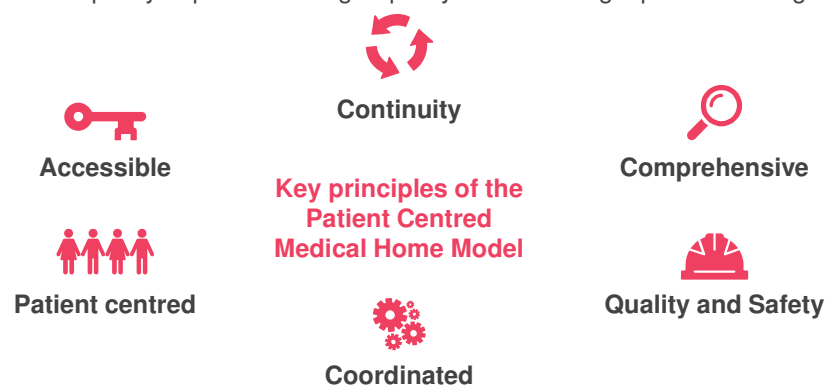 Continuity
Accessible
Comprehensive
Key principles of the
Patient Centred
Medical Home Model
Patient centred
Quality and Safety
Coordinated